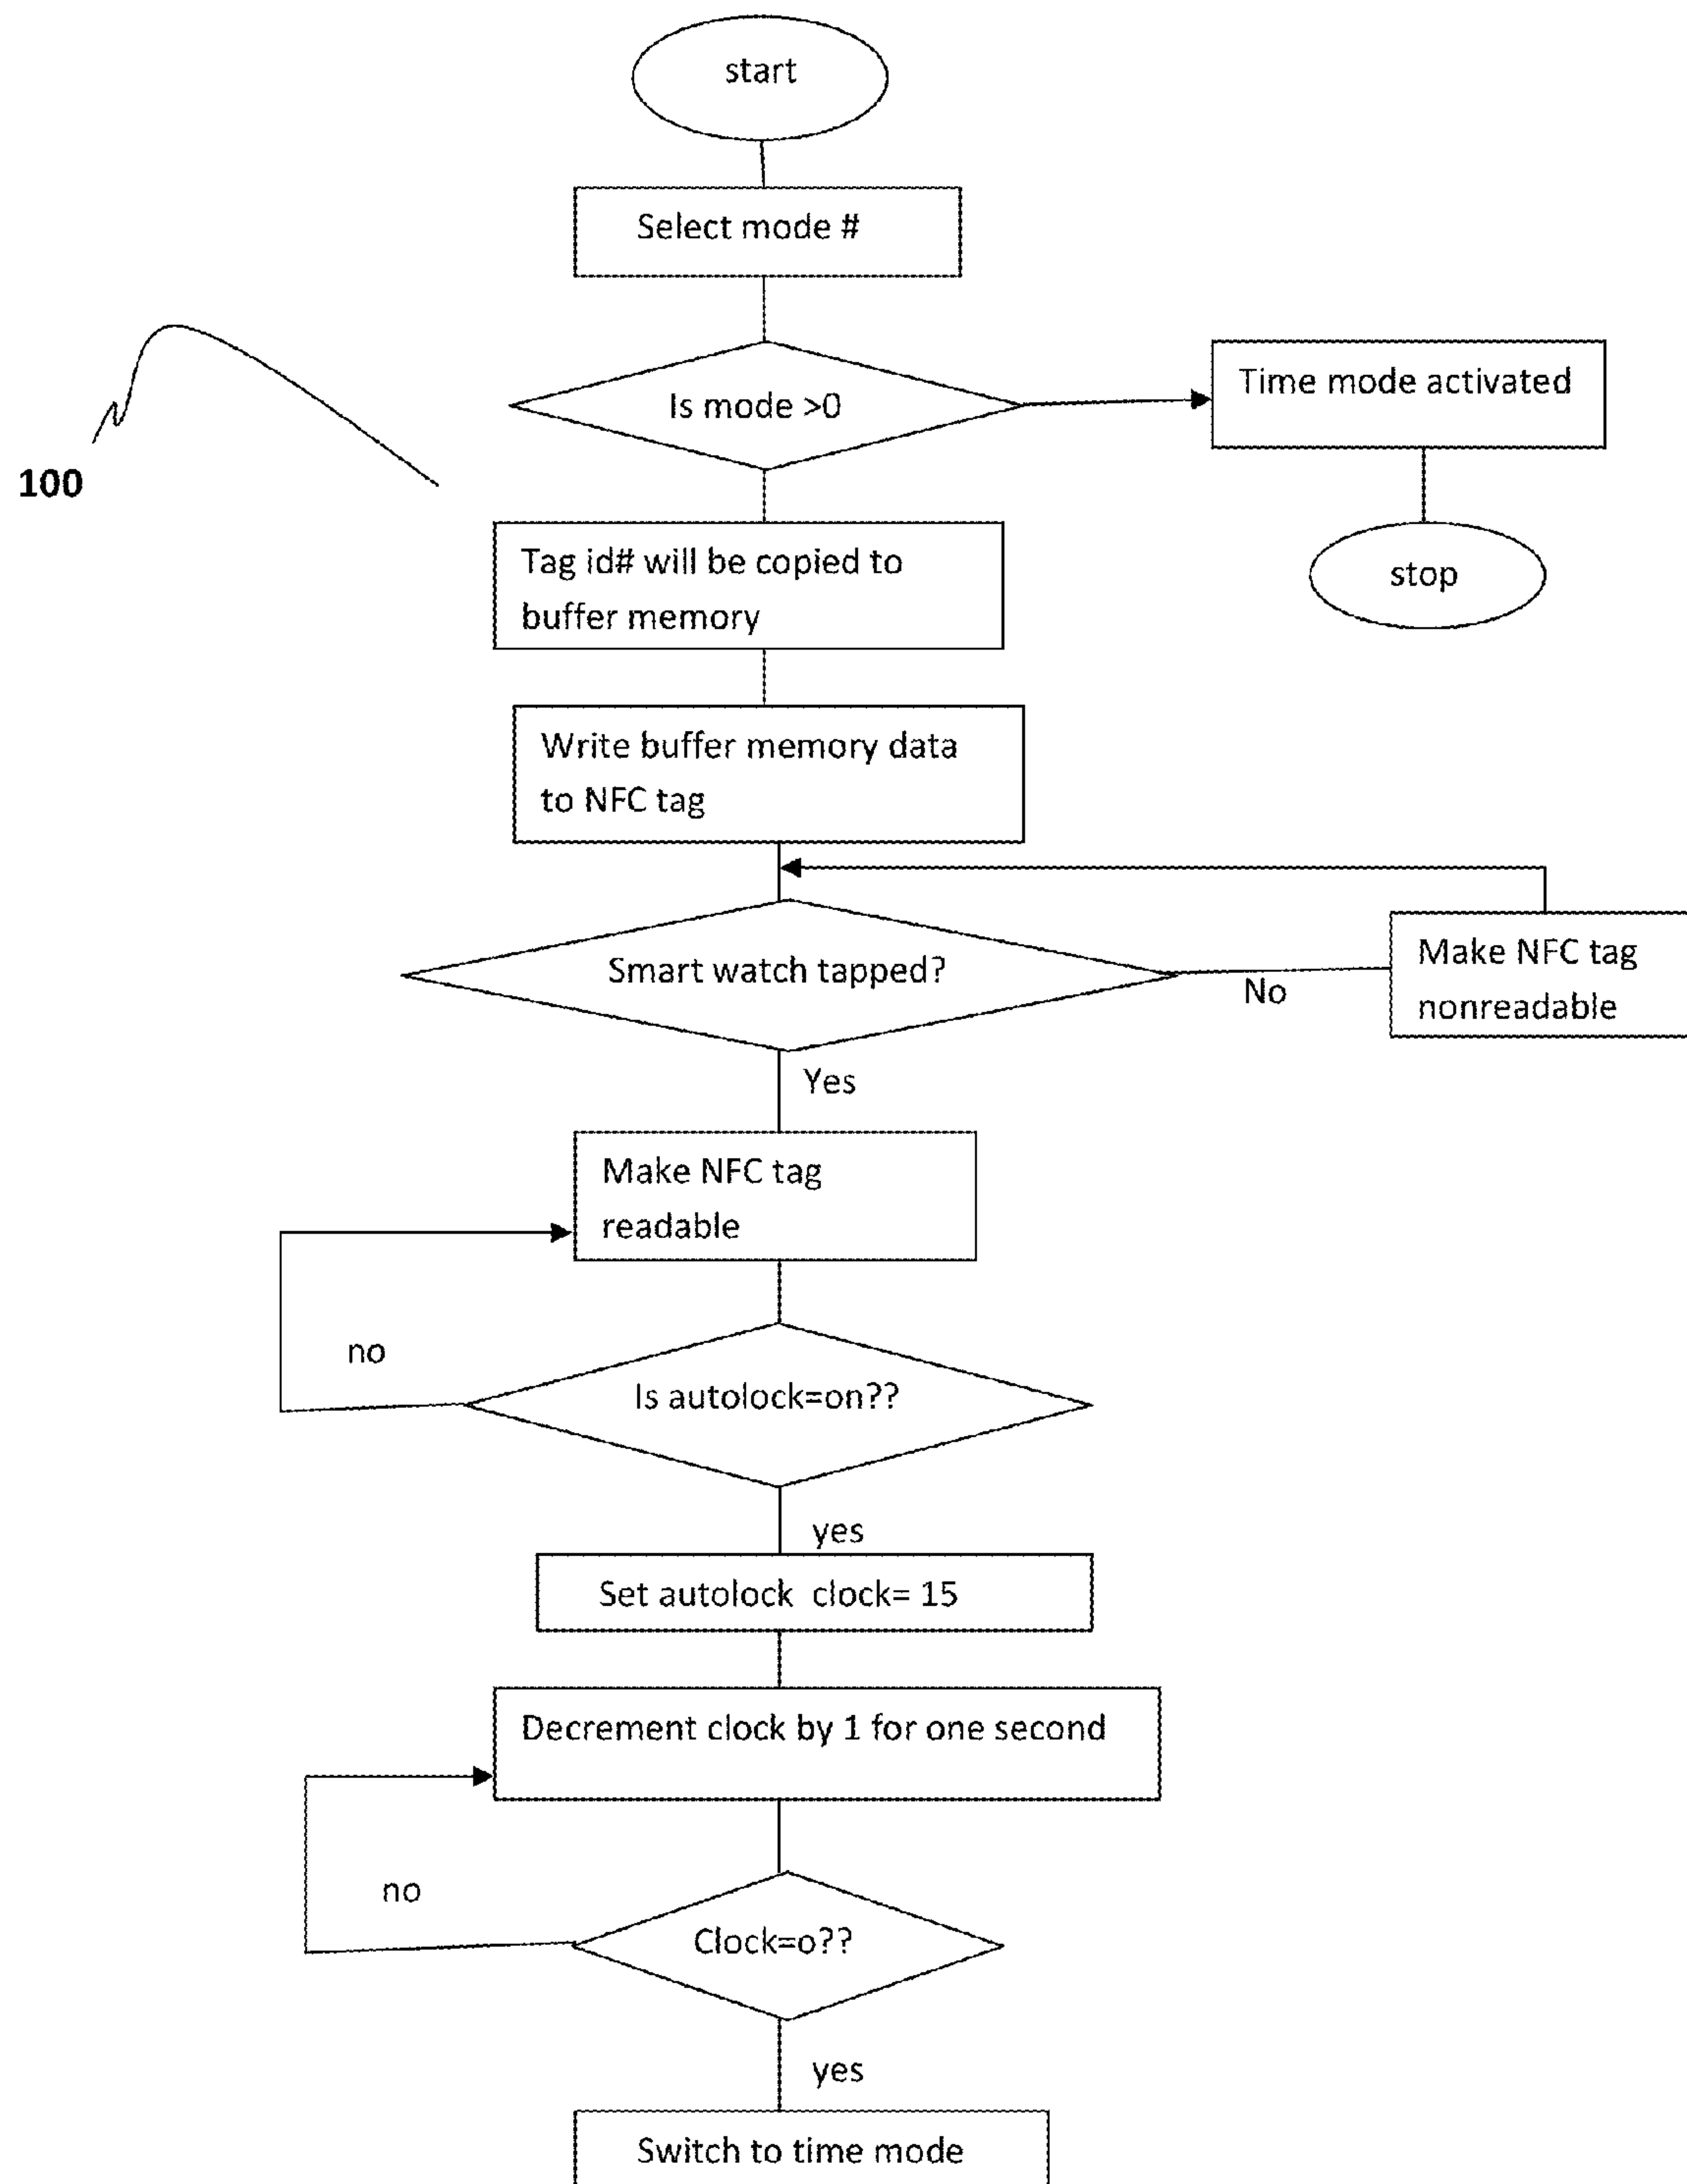 start
Select mode #
Is mode >0
Time mode activated
100
Tag id# will be copied to
buffer memory
stop
Write buffer memory data
to NFC tag
Smart watch tapped?
No
Make NFC tag
nonreadable
Yes
Make NFC tag
readable
no
Is autolock=on??
yes
Set autolock clock= 15
Decrement clock by 1 for one second
no
Clock=o??
yes
Switch to time mode